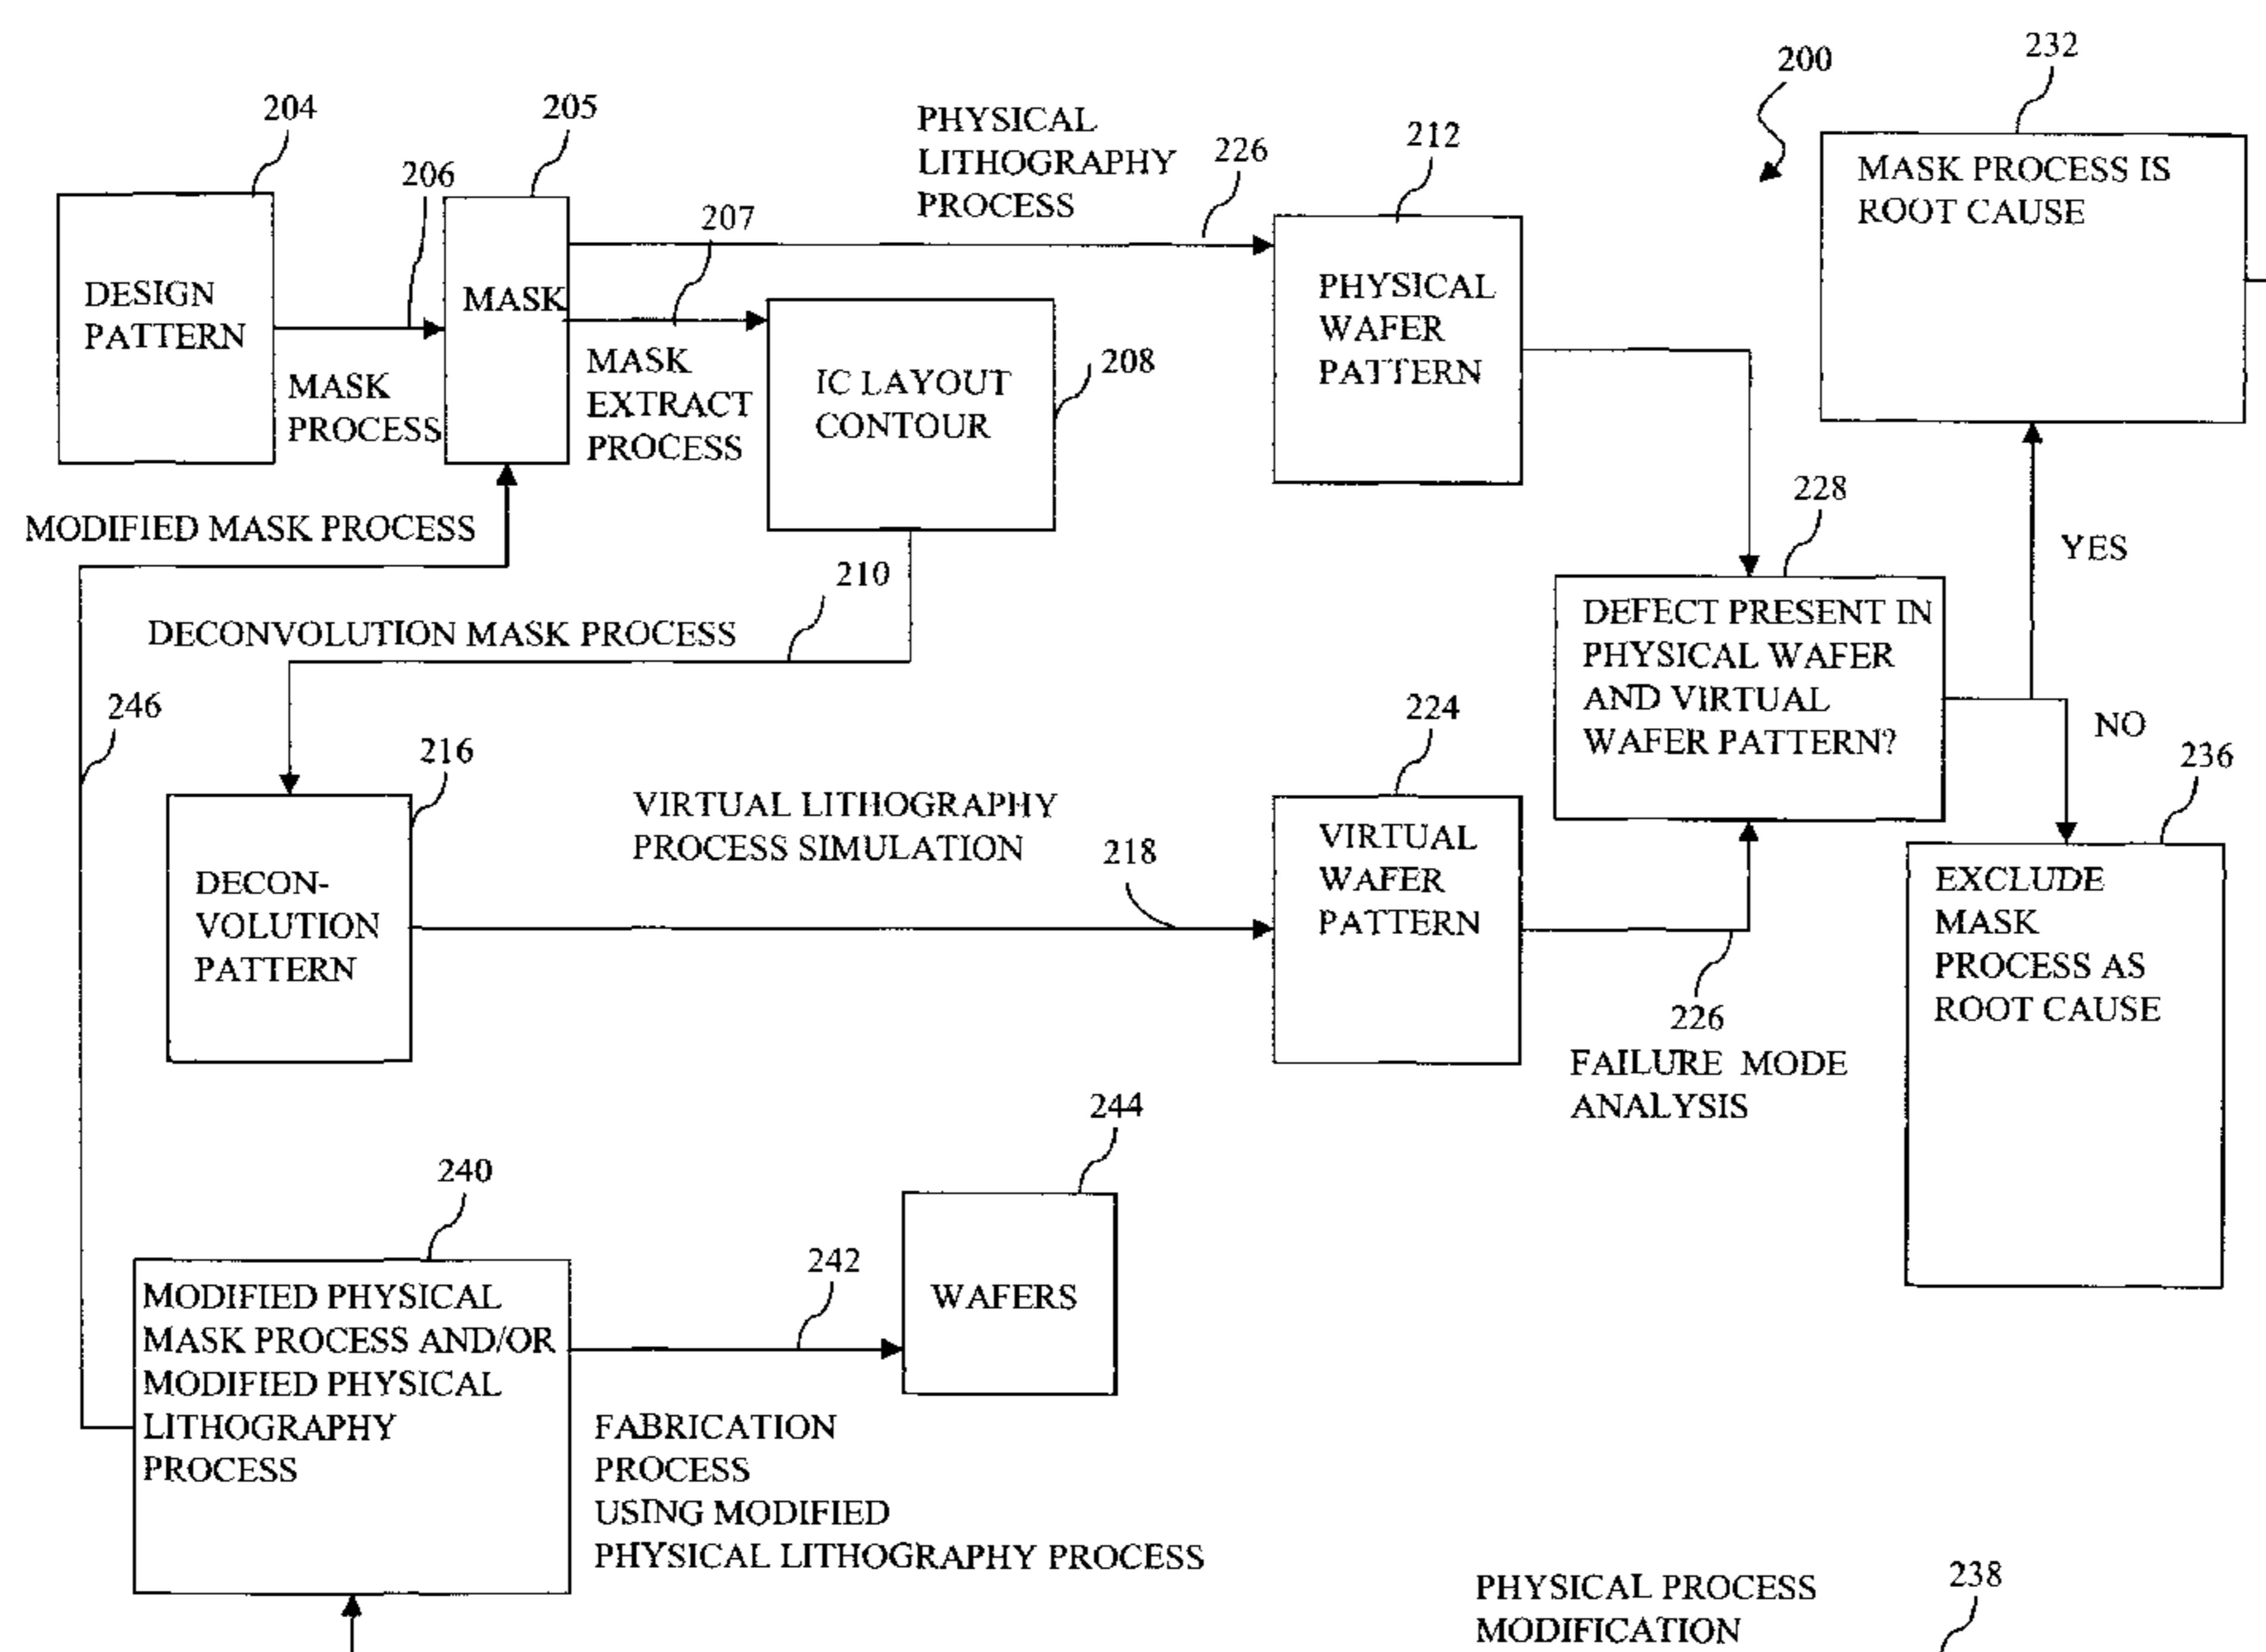 232
200
204
205
PHYSICAL
LITHOGRAPHY
PROCESS
226
212
206
207
MASK PROCESS IS
ROOT CAUSE
DESIGN
PATTERN
MASK
PHYSICAL
WAFER
PATTERN
MASK
PROCESS
MASK
EXTRACT
PROCESS
IC LAYOUT
CONTOUR
208
228
MODIFIED MASK PROCESS
YES
210
DECONVOLUTION MASK PROCESS
DEFECT PRESENT IN
PHYSICAL WAFER
AND VIRTUAL
WAFER PATTERN?
246
224
NO
216
236
VIRTUAL LITHOGRAPHY
PROCESS SIMULATION
218
VIRTUAL
WAFER
PATTERN
DECON-
VOLUTION
PATTERN
EXCLUDE
MASK
PROCESS AS
ROOT CAUSE
226
FAILURE MODE
ANALYSIS
244
240
242
WAFERS
MODIFIED PHYSICAL
MASK PROCESS AND/OR
MODIFIED PHYSICAL
LITHOGRAPHY
PROCESS
FABRICATION
PROCESS
USING MODIFIED
PHYSICAL LITHOGRAPHY PROCESS
PHYSICAL PROCESS
MODIFICATION
238